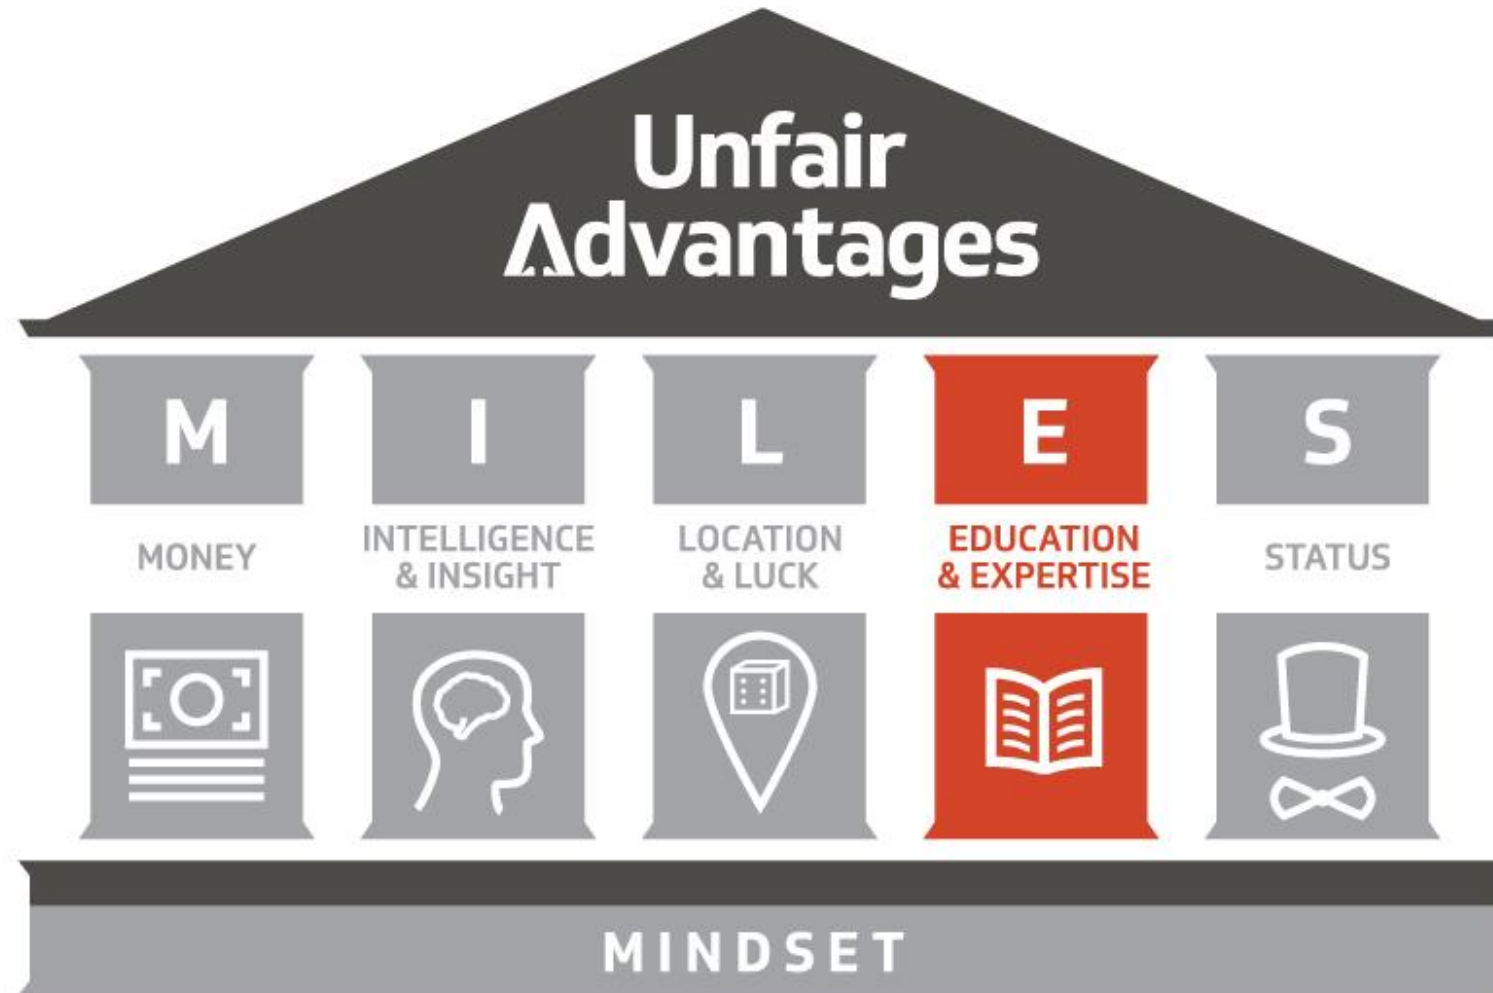 Unfair
Advantages
M I L E S
MONEY
INTELLIGENCE
& INSIGHT
LOCATION
& LUCK
EDUCATION
& EXPERTISE
STATUS
MINDSET